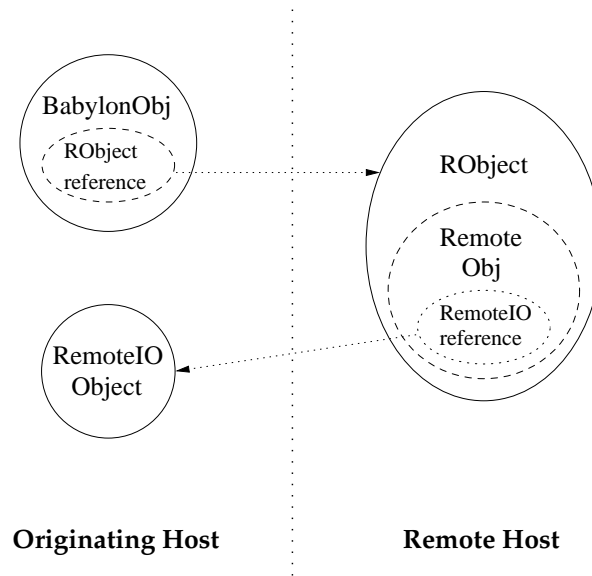 BabylonObj
RObject
reference
RObject
Remote
Obj
RemoteIO
reference
RemoteIO
Object
Originating Host
Remote Host